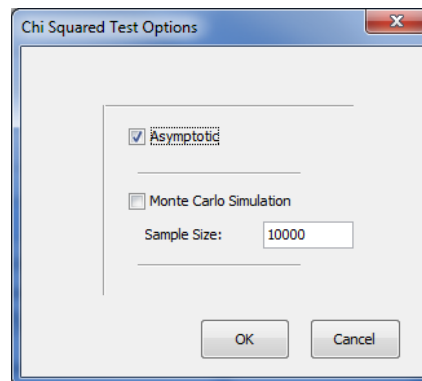 Chi Squared Test Options
Asymptotic
Monte Carlo Simulation
Sample Size: 10000
OK Cancel